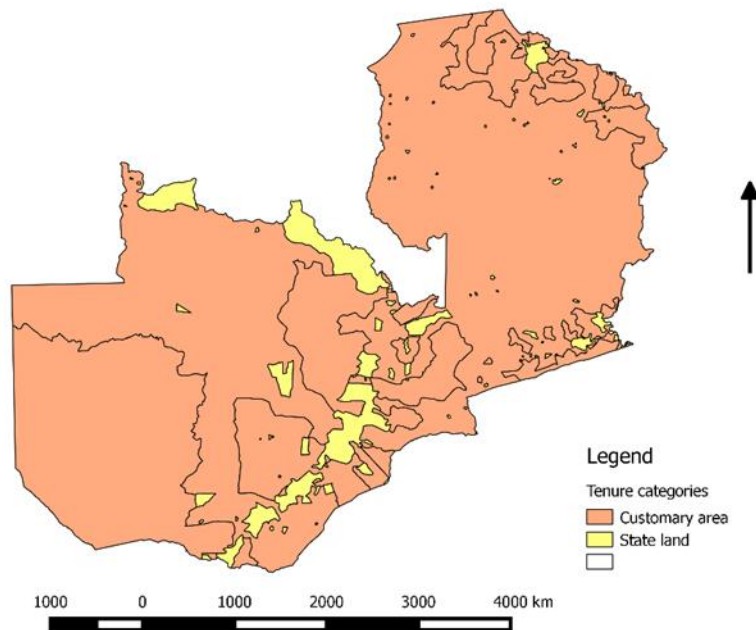 Legend
Tenure categories
Customary area
State land
1000 0 1000 2000 3000 4000 km